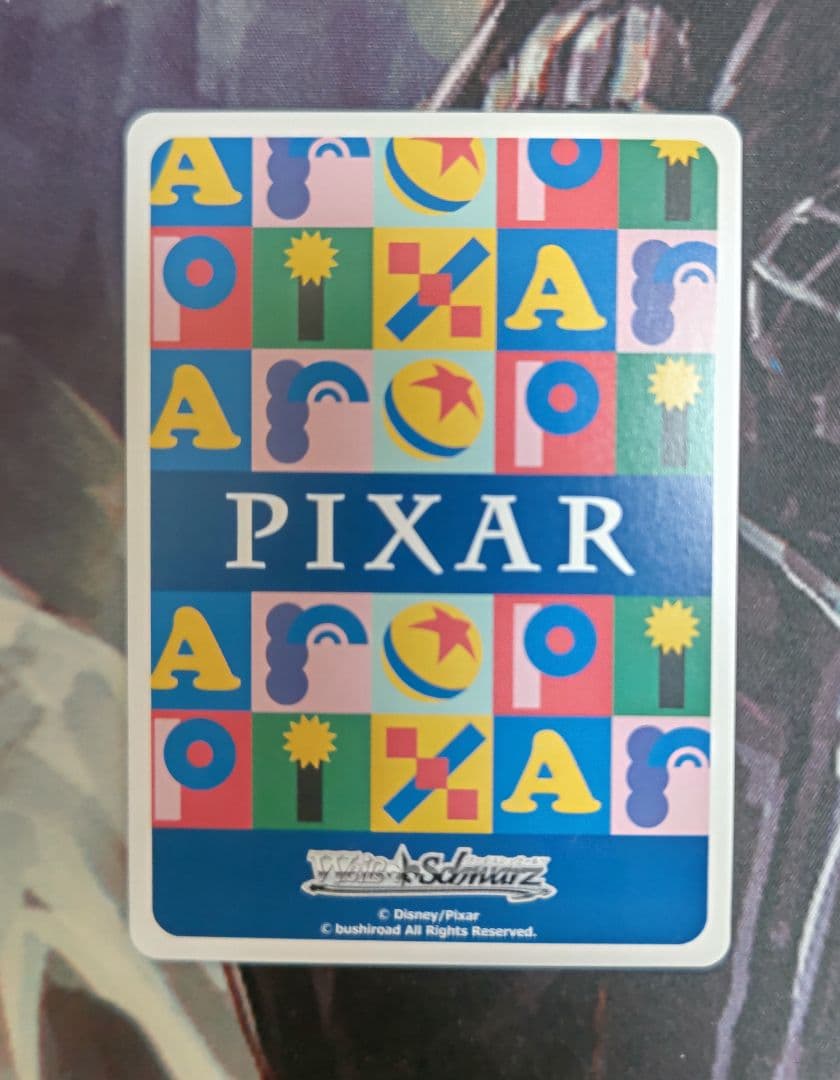 A r P i
P i X A r
A r P i
PIXAR
A r P i
P i X A r
Weiß Schwarz
© Disney/Pixar
© bushiroad All Rights Reserved.